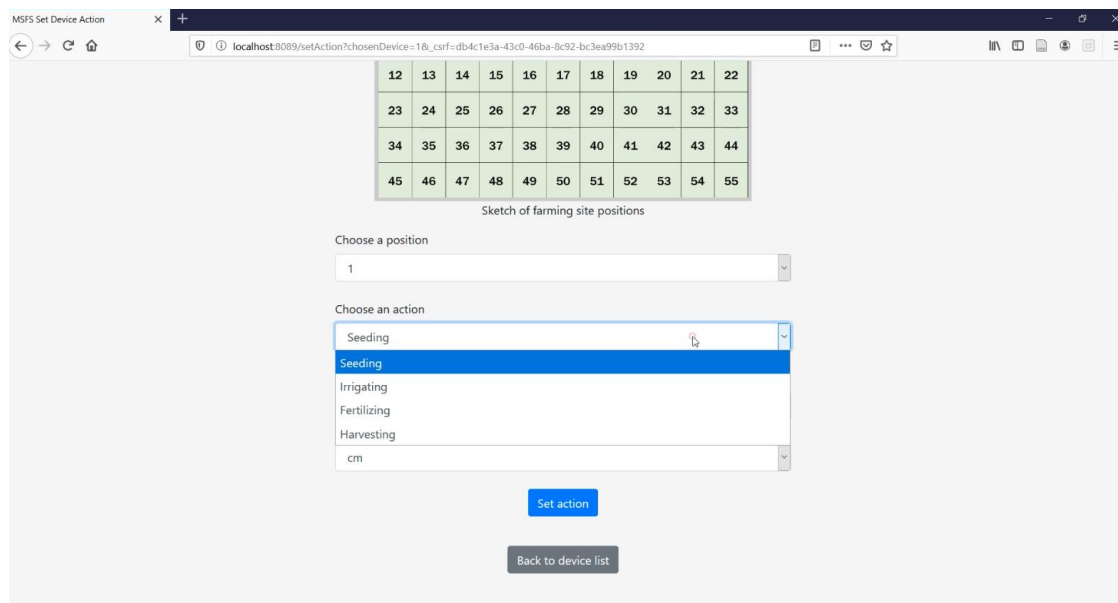 MSFS Set Device Action
localhost:8089/setAction?chosenDevice=1&_csrf=db4c1e3a-43c0-46ba-8c92-bc3ea99b1392
12 13 14 15 16 17 18 19 20 21 22
23 24 25 26 27 28 29 30 31 32 33
34 35 36 37 38 39 40 41 42 43 44
45 46 47 48 49 50 51 52 53 54 55
Sketch of farming site positions
Choose a position
1
Choose an action
Seeding
Seeding
Irrigating
Fertilizing
Harvesting
cm
Set action
Back to device list